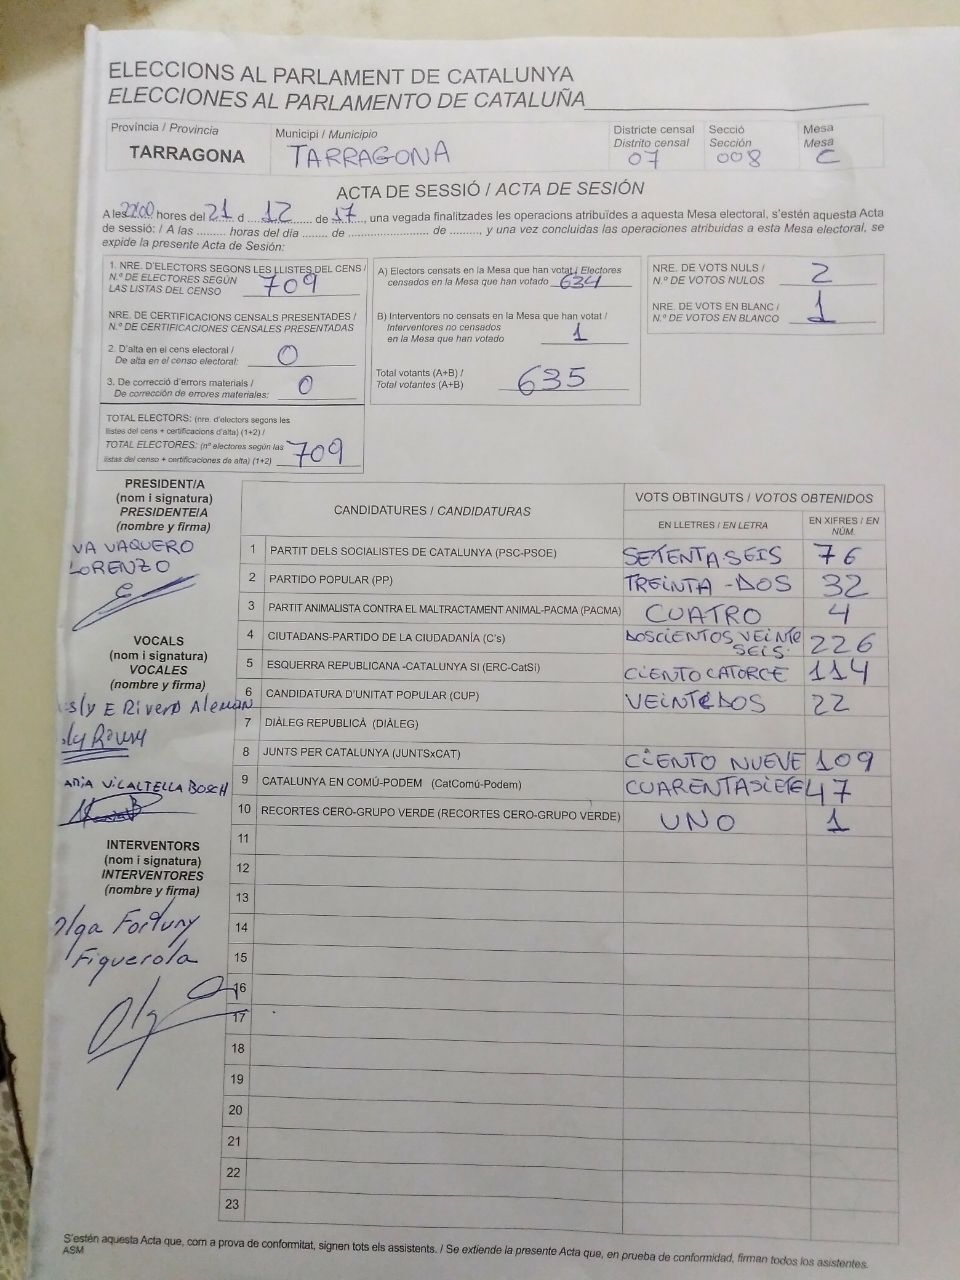 ELECCIONS AL PARLAMENT DE CATALUNYA
ELECCIONES AL PARLAMENTO DE CATALUÑA
Província / Provincia
TARRAGONA
Municipi / Municipio
TARRAGONA
Districte censal
Distrito censal
07
Secció
Sección
008
Mesa
Mesa
C
ACTA DE SESSIÓ / ACTA DE SESIÓN
A les 22:00 hores del 21 d 12 de 17, una vegada finalitzades les operacions atribuïdes a aquesta Mesa electoral, s'estén aquesta Acta
de sessió: / A las ......... horas del día ........ de ........................ de ........., y una vez concluidas las operaciones atribuidas a esta Mesa electoral, se
expide la presente Acta de Sesión:
1. NRE. D'ELECTORS SEGONS LES LLISTES DEL CENS /
N.º DE ELECTORES SEGÚN
LAS LISTAS DEL CENSO 709
NRE. DE CERTIFICACIONS CENSALS PRESENTADES /
N.º DE CERTIFICACIONES CENSALES PRESENTADAS
2. D'alta en el cens electoral /
De alta en el censo electoral: 0
3. De correcció d'errors materials /
De corrección de errores materiales: 0
TOTAL ELECTORS: (nre. d'electors segons les
llistes del cens + certificacions d'alta) (1+2) /
TOTAL ELECTORES: (nº electores según las
listas del censo + certificaciones de alta) (1+2) 709
A) Electors censats en la Mesa que han votat / Electores
censados en la Mesa que han votado 634
B) Interventors no censats en la Mesa que han votat /
Interventores no censados
en la Mesa que han votado 1
Total votants (A+B) /
Total votantes (A+B) 635
NRE. DE VOTS NULS /
N.º DE VOTOS NULOS 2
NRE. DE VOTS EN BLANC /
N.º DE VOTOS EN BLANCO 1
PRESIDENT/A
(nom i signatura)
PRESIDENTE/A
(nombre y firma)
VA VAQUERO
LORENZO
VOCALS
(nom i signatura)
VOCALES
(nombre y firma)
sly E Rivero Aleman
VILALTELLA BOSCH
INTERVENTORS
(nom i signatura)
INTERVENTORES
(nombre y firma)
olga Fortuny
Figuerola
CANDIDATURES / CANDIDATURAS
VOTS OBTINGUTS / VOTOS OBTENIDOS
EN LLETRES / EN LETRA
EN XIFRES / EN
NÚM.
1 PARTIT DELS SOCIALISTES DE CATALUNYA (PSC-PSOE) SETENTA-SEIS 76
2 PARTIDO POPULAR (PP) TREINTA-DOS 32
3 PARTIT ANIMALISTA CONTRA EL MALTRACTAMENT ANIMAL-PACMA (PACMA) CUATRO 4
4 CIUTADANS-PARTIDO DE LA CIUDADANÍA (C's) DOSCIENTOS VEINTE
SEIS. 226
5 ESQUERRA REPUBLICANA -CATALUNYA SI (ERC-CatSí) CIENTO CATORCE 114
6 CANDIDATURA D'UNITAT POPULAR (CUP) VEINTEDOS 22
7 DIÀLEG REPUBLICÀ (DIÀLEG)
8 JUNTS PER CATALUNYA (JUNTSxCAT) CIENTO NUEVE 109
9 CATALUNYA EN COMÚ-PODEM (CatComú-Podem) CUARENTASIETE 47
10 RECORTES CERO-GRUPO VERDE (RECORTES CERO-GRUPO VERDE) UNO 1
11
12
13
14
15
16
17
18
19
20
21
22
23
S'estén aquesta Acta que, com a prova de conformitat, signen tots els assistents. / Se extiende la presente Acta que, en prueba de conformidad, firman todos los asistentes.
ASM